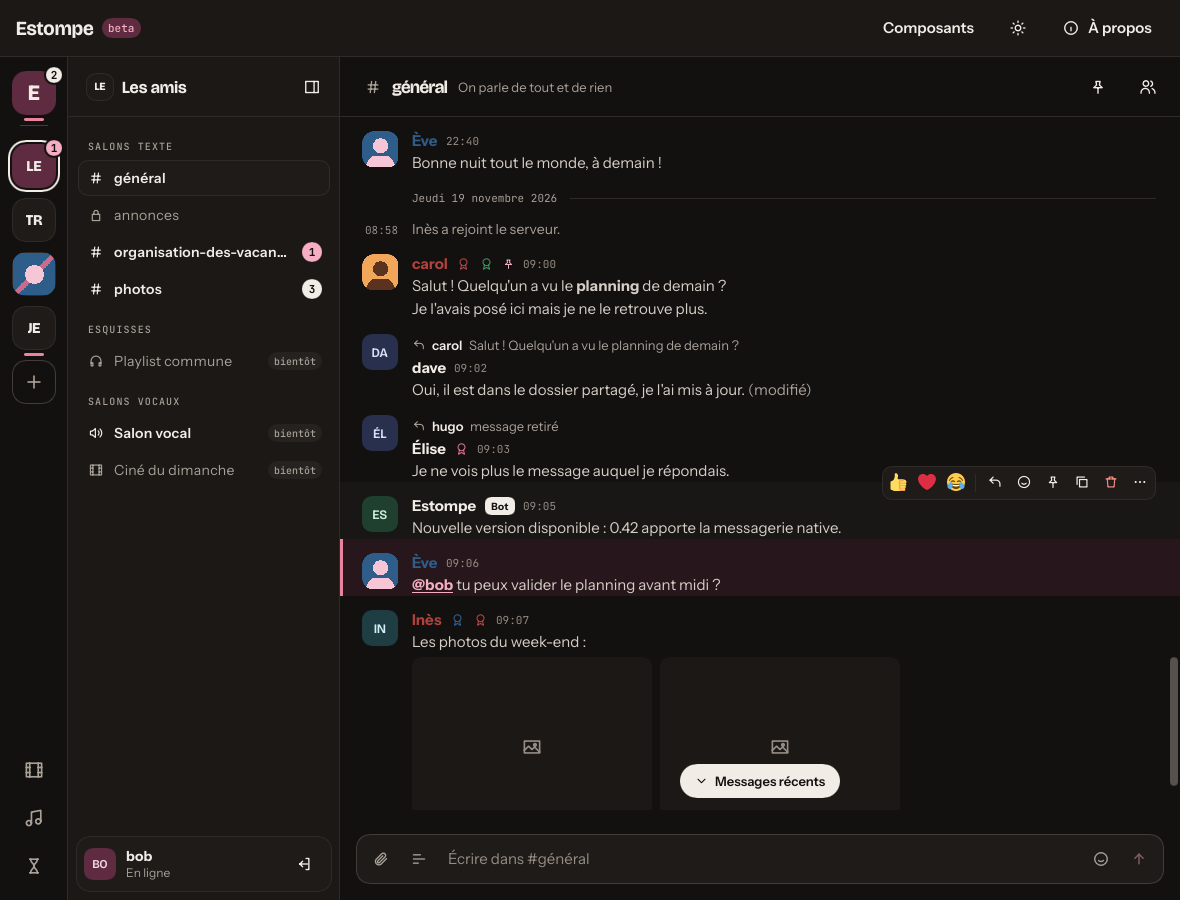 Estompe beta
Composants
À propos
E
2
LE
1
TR
JE
LE Les amis
SALONS TEXTE
# général
annonces
# organisation-des-vacan... 1
# photos 3
ESQUISSES
Playlist commune bientôt
SALONS VOCAUX
Salon vocal bientôt
Ciné du dimanche bientôt
BO bob
En ligne
# général On parle de tout et de rien
Ève 22:40
Bonne nuit tout le monde, à demain !
Jeudi 19 novembre 2026
08:58 Inès a rejoint le serveur.
carol 09:00
Salut ! Quelqu'un a vu le planning de demain ?
Je l'avais posé ici mais je ne le retrouve plus.
DA
carol Salut ! Quelqu'un a vu le planning de demain ?
dave 09:02
Oui, il est dans le dossier partagé, je l'ai mis à jour. (modifié)
ÉL
hugo message retiré
Élise 09:03
Je ne vois plus le message auquel je répondais.
ES
Estompe Bot 09:05
Nouvelle version disponible : 0.42 apporte la messagerie native.
Ève 09:06
@bob tu peux valider le planning avant midi ?
IN
Inès 09:07
Les photos du week-end :
Messages récents
Écrire dans #général